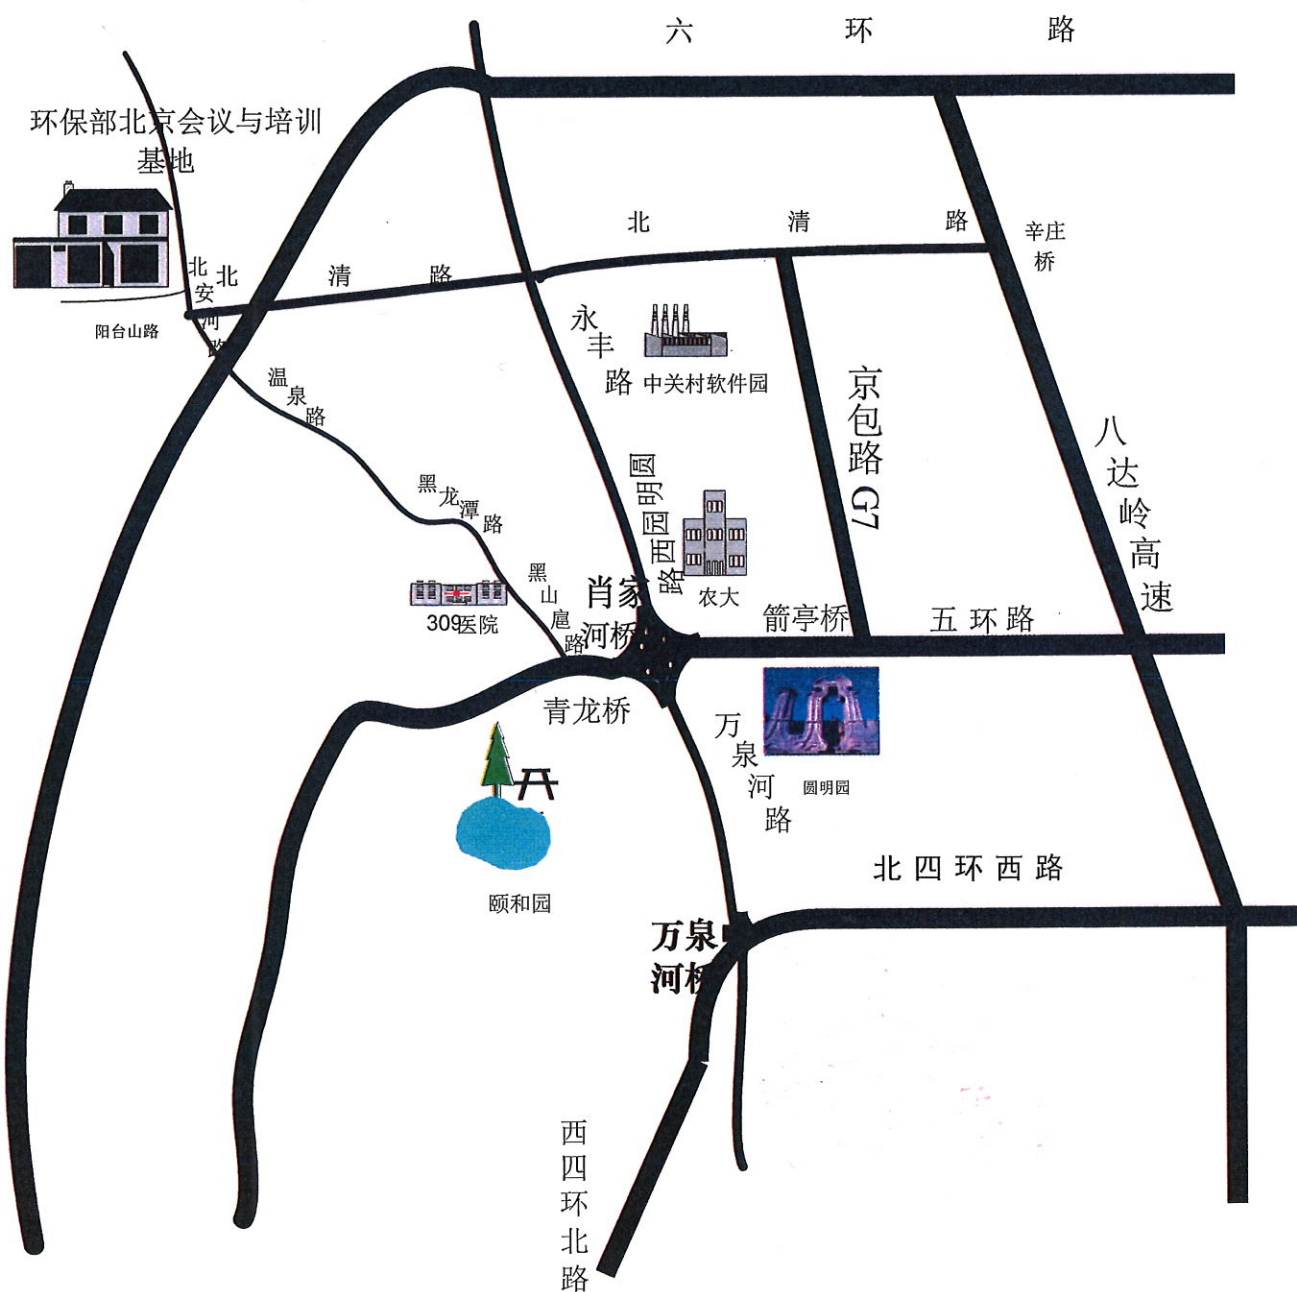 六环路
环保部北京会议与培训
基地
北清路
辛庄
桥
北清路
北安河路
阳台山路
永丰路
中关村软件园
温泉路
京包路 G7
八达岭高速
黑龙潭路
圆明园西路
农大
黑山扈路
309医院
肖家
河桥
箭亭桥
五环路
青龙桥
万泉河路
圆明园
北四环西路
颐和园
万泉
河桥
西四环北路